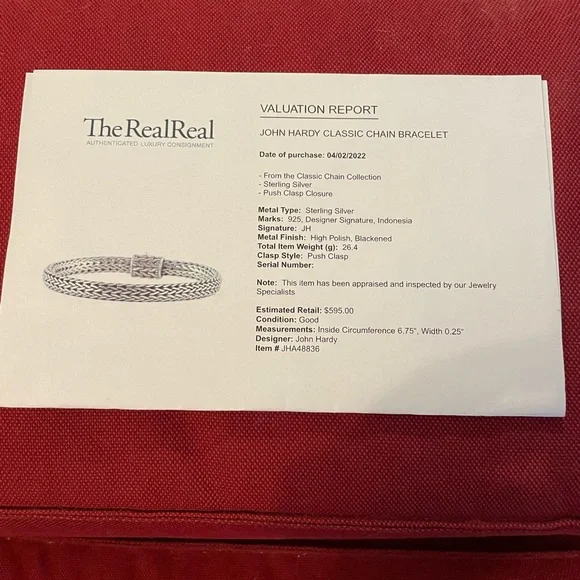 The RealReal
AUTHENTICATED LUXURY CONSIGNMENT
VALUATION REPORT
JOHN HARDY CLASSIC CHAIN BRACELET
Date of purchase: 04/02/2022
- From the Classic Chain Collection
- Sterling Silver
- Push Clasp Closure
Metal Type: Sterling Silver
Marks: 925, Designer Signature, Indonesia
Signature: JH
Metal Finish: High Polish, Blackened
Total Item Weight (g): 26.4
Clasp Style: Push Clasp
Serial Number:
Note: This item has been appraised and inspected by our Jewelry
Specialists
Estimated Retail: $595.00
Condition: Good
Measurements: Inside Circumference 6.75", Width 0.25"
Designer: John Hardy
Item # JHA48836